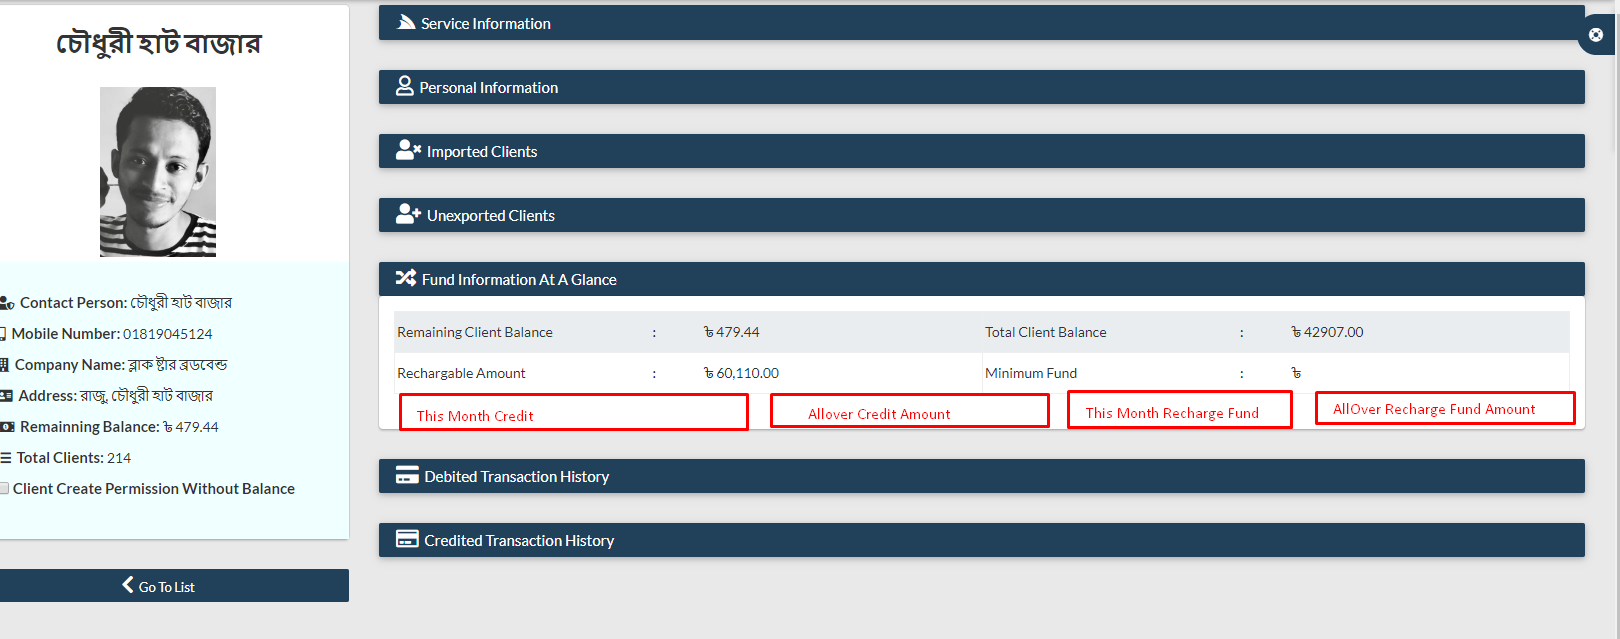 চৌধুরী হাট বাজার
Contact Person: চৌধুরী হাট বাজার
Mobile Number: 01819045124
Company Name: ব্লাক ষ্টার ব্রডবেন্ড
Address: রাজু, চৌধুরী হাট বাজার
Remainning Balance: ৳ 479.44
Total Clients: 214
Client Create Permission Without Balance
Go To List
Service Information
Personal Information
Imported Clients
Unexported Clients
Fund Information At A Glance
Remaining Client Balance : ৳ 479.44 Total Client Balance : ৳ 42907.00
Rechargable Amount : ৳ 60,110.00 Minimum Fund : ৳
This Month Credit Allover Credit Amount This Month Recharge Fund AllOver Recharge Fund Amount
Debited Transaction History
Credited Transaction History